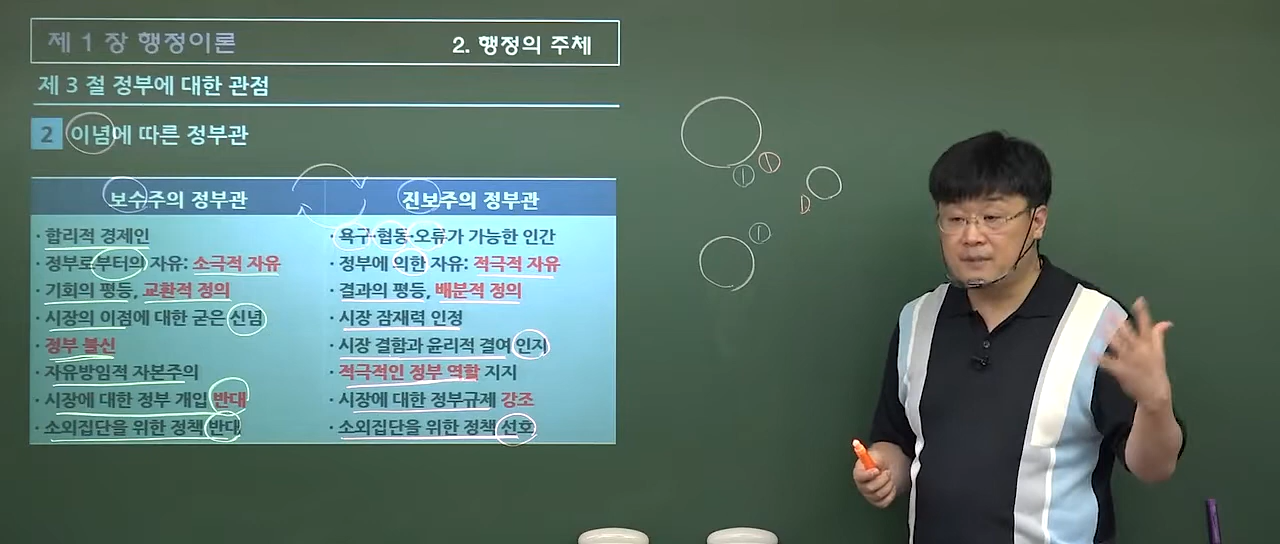 제 1 장 행정이론
2. 행정의 주체
제 3 절 정부에 대한 관점
2 이념에 따른 정부관
보수주의 정부관
진보주의 정부관
· 합리적 경제인
· 정부로부터의 자유: 소극적 자유
· 기회의 평등, 교환적 정의
· 시장의 이점에 대한 굳은 신념
· 정부 불신
· 자유방임적 자본주의
· 시장에 대한 정부 개입 반대
· 소외집단을 위한 정책 반대
· 욕구·협동·오류가 가능한 인간
· 정부에 의한 자유: 적극적 자유
· 결과의 평등, 배분적 정의
· 시장 잠재력 인정
· 시장 결함과 윤리적 결여 인지
· 적극적인 정부 역할 지지
· 시장에 대한 정부규제 강조
· 소외집단을 위한 정책 선호